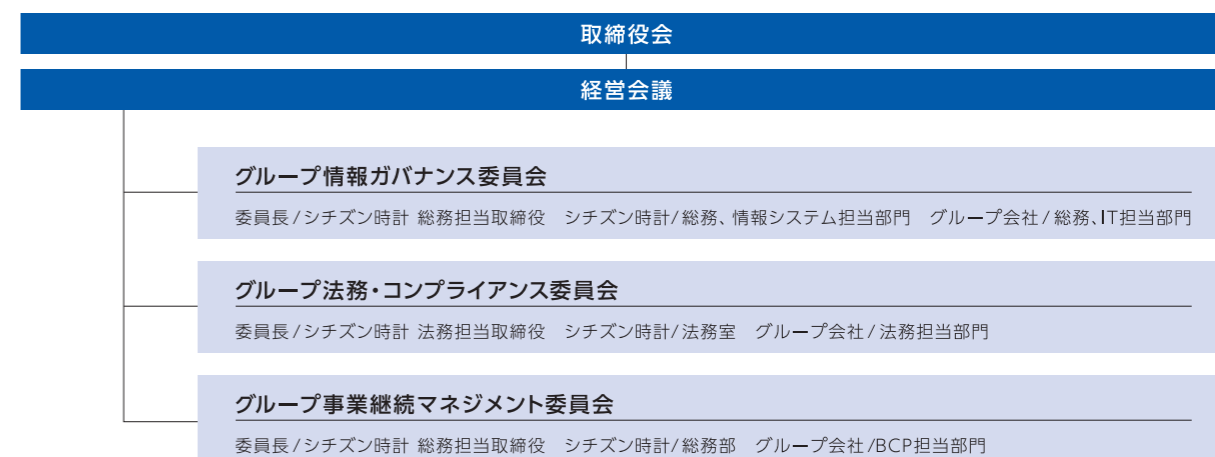 取締役会
経営会議
グループ情報ガバナンス委員会
委員長/シチズン時計 総務担当取締役　シチズン時計/総務、情報システム担当部門　グループ会社/総務、IT担当部門
グループ法務・コンプライアンス委員会
委員長/シチズン時計 法務担当取締役　シチズン時計/法務室　グループ会社/法務担当部門
グループ事業継続マネジメント委員会
委員長/シチズン時計 総務担当取締役　シチズン時計/総務部　グループ会社/BCP担当部門